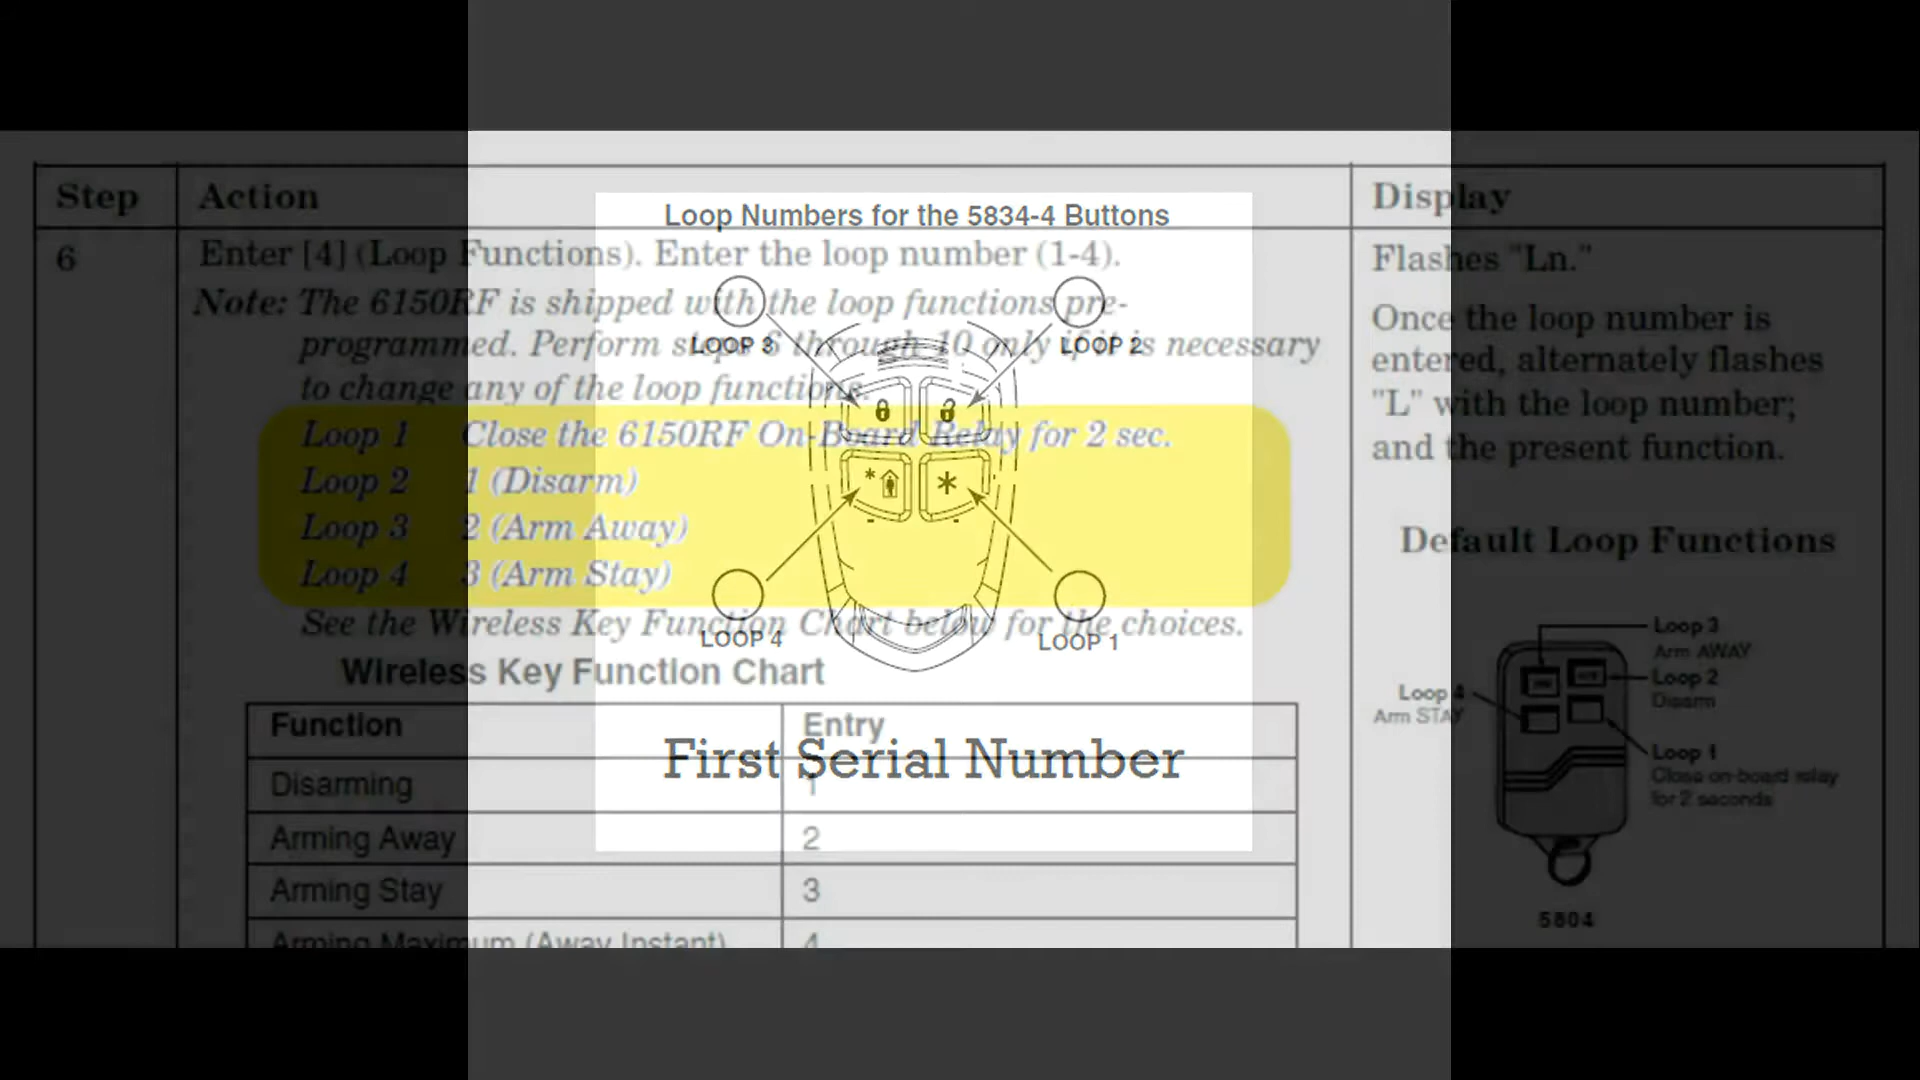 Step
Action
Display
6
Enter [4] (Loop Functions). Enter the loop number (1-4).
Note: The 6150RF is shipped with the loop functions pre-
programmed. Perform steps 6 through 10 only if it is necessary
to change any of the loop functions.
Loop 1 Close the 6150RF On-Board Relay for 2 sec.
Loop 2 1 (Disarm)
Loop 3 2 (Arm Away)
Loop 4 3 (Arm Stay)
See the Wireless Key Function Chart below for the choices.
Wireless Key Function Chart
Function Entry
Disarming 1
Arming Away 2
Arming Stay 3
Arming Maximum (Away Instant) 4
Flashes "Ln."
Once the loop number is
entered, alternately flashes
"L" with the loop number;
and the present function.
Default Loop Functions
Loop 3
Arm AWAY
Loop 2
Disarm
Loop 4
Arm STAY
Loop 1
Close on-board relay
for 2 seconds
5804
Loop Numbers for the 5834-4 Buttons
LOOP 3
LOOP 2
* *
LOOP 4
LOOP 1
First Serial Number